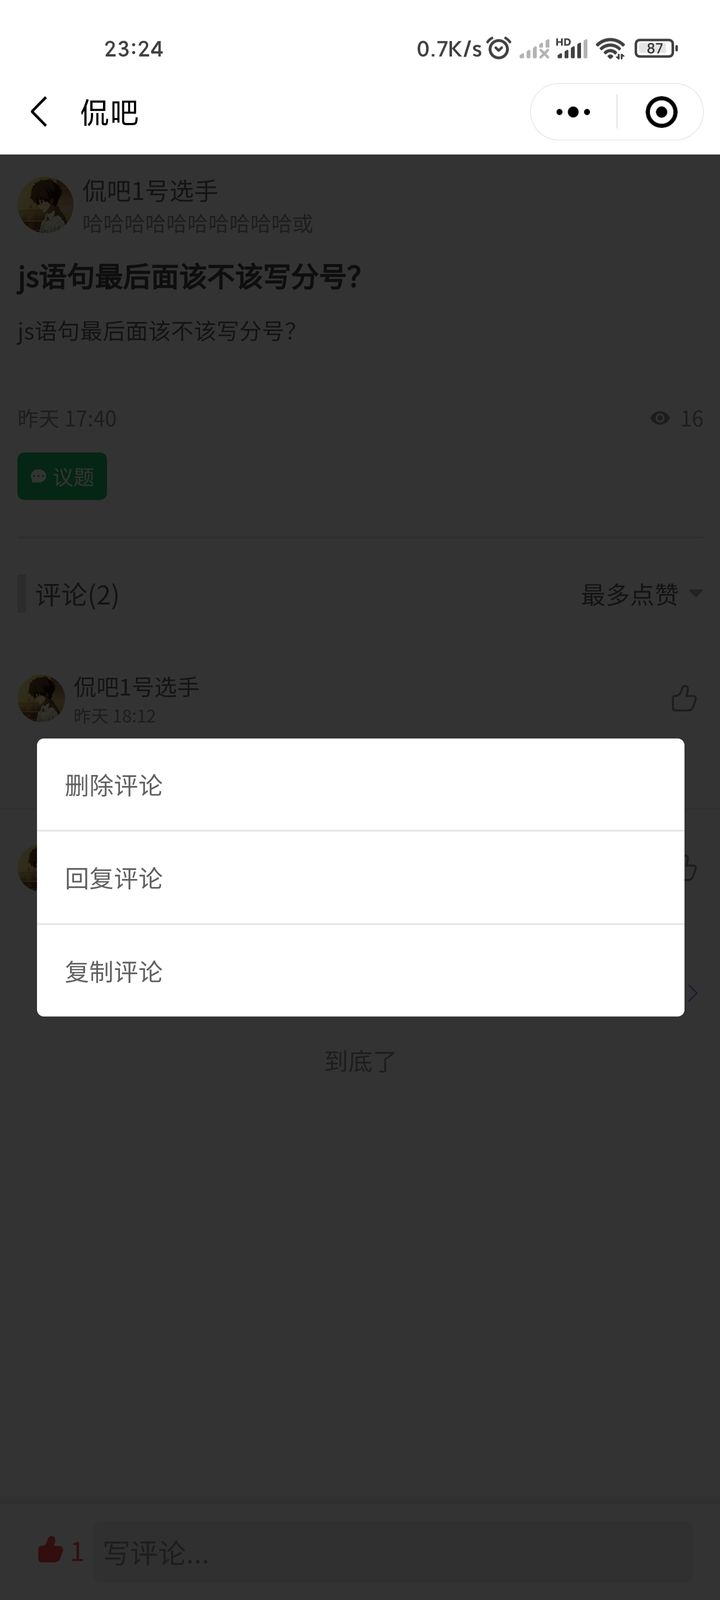 23:24
0.7K/s HD 87
侃吧
侃吧1号选手
哈哈哈哈哈哈哈哈哈哈或
js语句最后面该不该写分号？
js语句最后面该不该写分号？
昨天 17:40
16
议题
评论(2)
最多点赞
侃吧1号选手
昨天 18:12
删除评论
回复评论
复制评论
到底了
1
写评论...